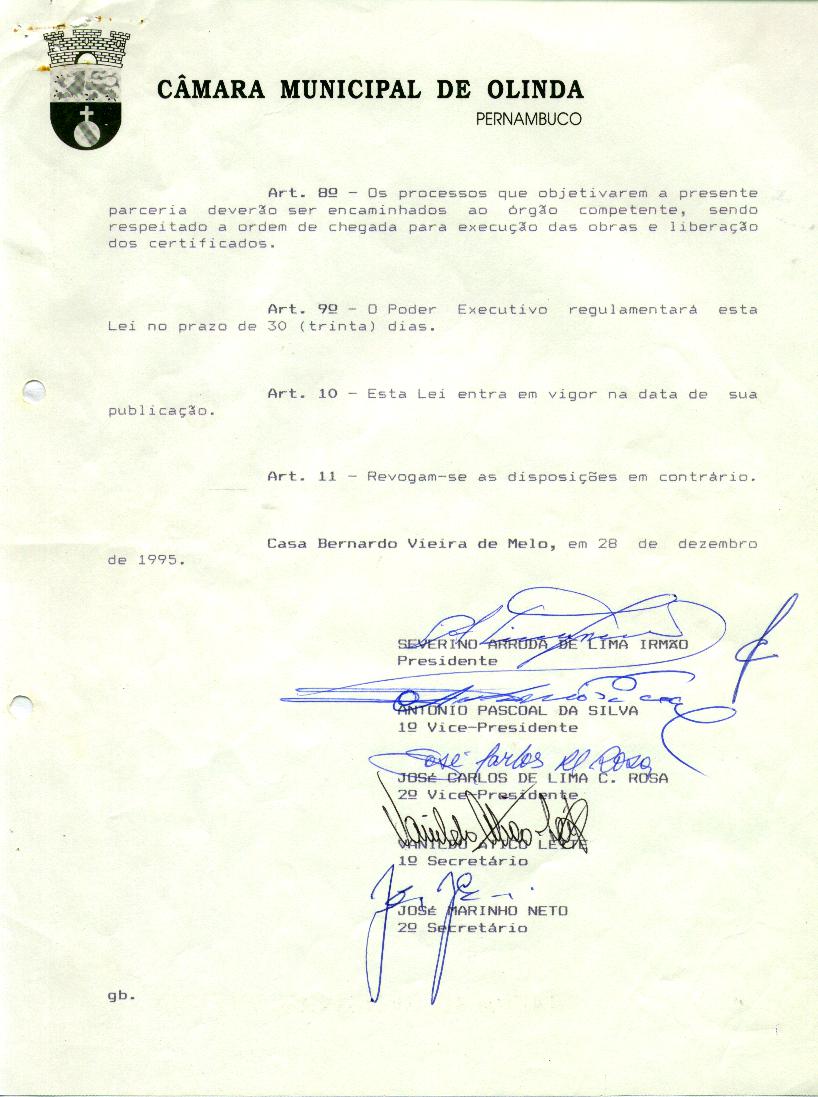 CÂMARA MUNICIPAL DE OLINDA
PERNAMBUCO
Art. 8º - Os processos que objetivarem a presente
parceria deverão ser encaminhados ao órgão competente, sendo
respeitado a ordem de chegada para execução das obras e liberação
dos certificados.
Art. 9º - O Poder Executivo regulamentará esta
Lei no prazo de 30 (trinta) dias.
Art. 10 - Esta Lei entra em vigor na data de sua
publicação.
Art. 11 - Revogam-se as disposições em contrário.
Casa Bernardo Vieira de Melo, em 28 de dezembro
de 1995.
SEVERINO ARRUDA DE LIMA IRMÃO
Presidente
ANTONIO PASCOAL DA SILVA
1º Vice-Presidente
José Carlos
JOSÉ CARLOS DE LIMA C. ROSA
2º Vice-Presidente
VANILDO ATICO LEITE
1º Secretário
JOSÉ MARINHO NETO
2º Secretário
gb.